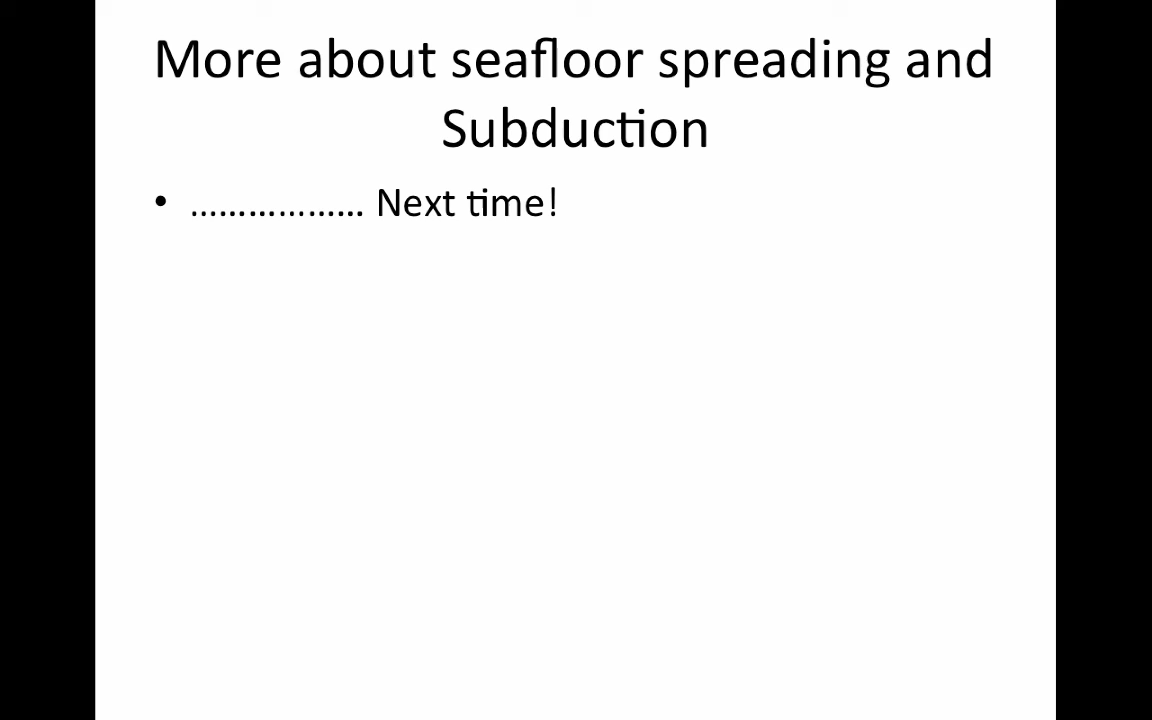 More about seafloor spreading and
Subduction
• ……………… Next time!